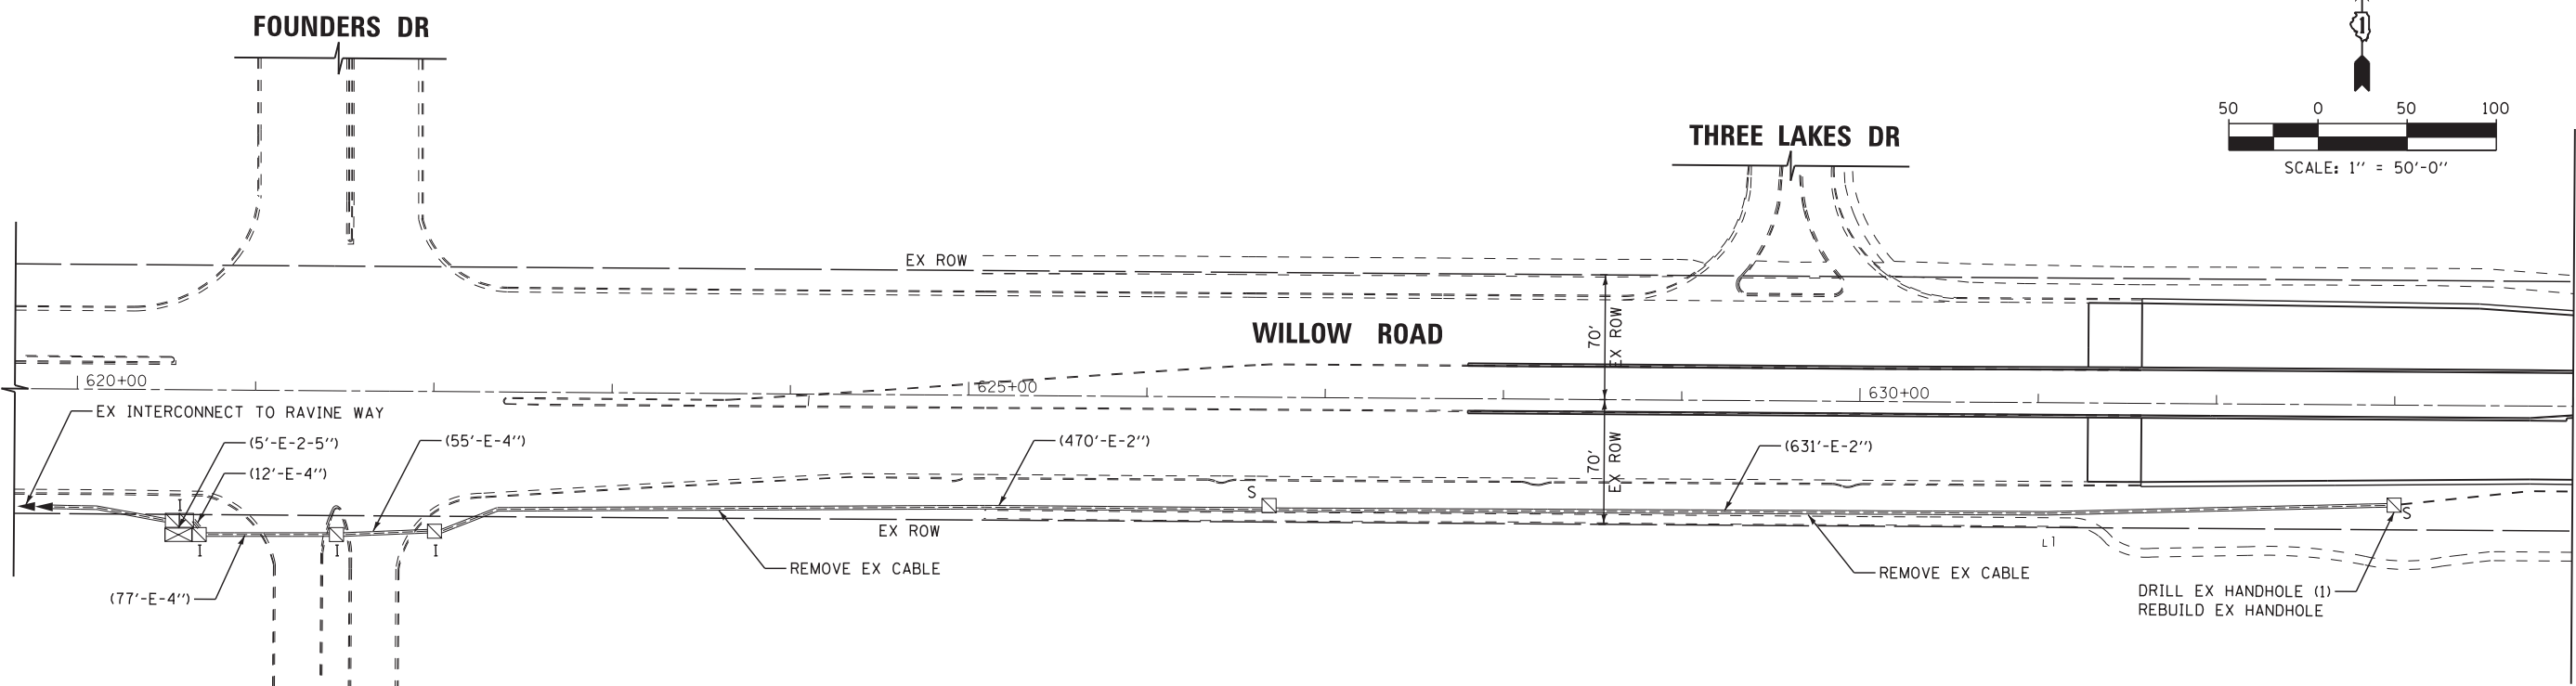 FOUNDERS DR
1
50 0 50 100
SCALE: 1'' = 50'-0''
THREE LAKES DR
EX ROW
WILLOW ROAD
70'
EX ROW
620+00
625+00
630+00
EX INTERCONNECT TO RAVINE WAY
(5'-E-2-5'')
(12'-E-4'')
(55'-E-4'')
(470'-E-2'')
(631'-E-2'')
70'
EX ROW
I
S
S
I
I
I
EX ROW
REMOVE EX CABLE
REMOVE EX CABLE
(77'-E-4'')
DRILL EX HANDHOLE (1)
REBUILD EX HANDHOLE